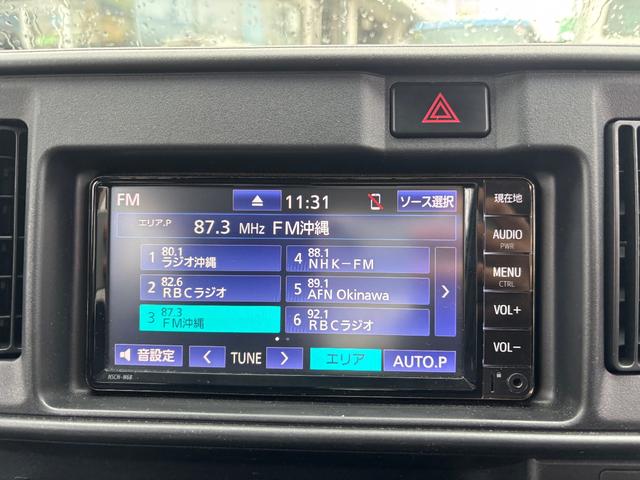 FM 11:31 ソース選択
エリア.P 87.3 MHz FM沖縄
1 80.1 ラジオ沖縄
2 82.6 RBCラジオ
3 87.3 FM沖縄
4 88.1 NHK-FM
5 89.1 AFN Okinawa
6 92.1 RBCラジオ
音設定 < TUNE > エリア AUTO.P
NSCN-W68
現在地
AUDIO
PWR
MENU
CTRL
VOL+
VOL-